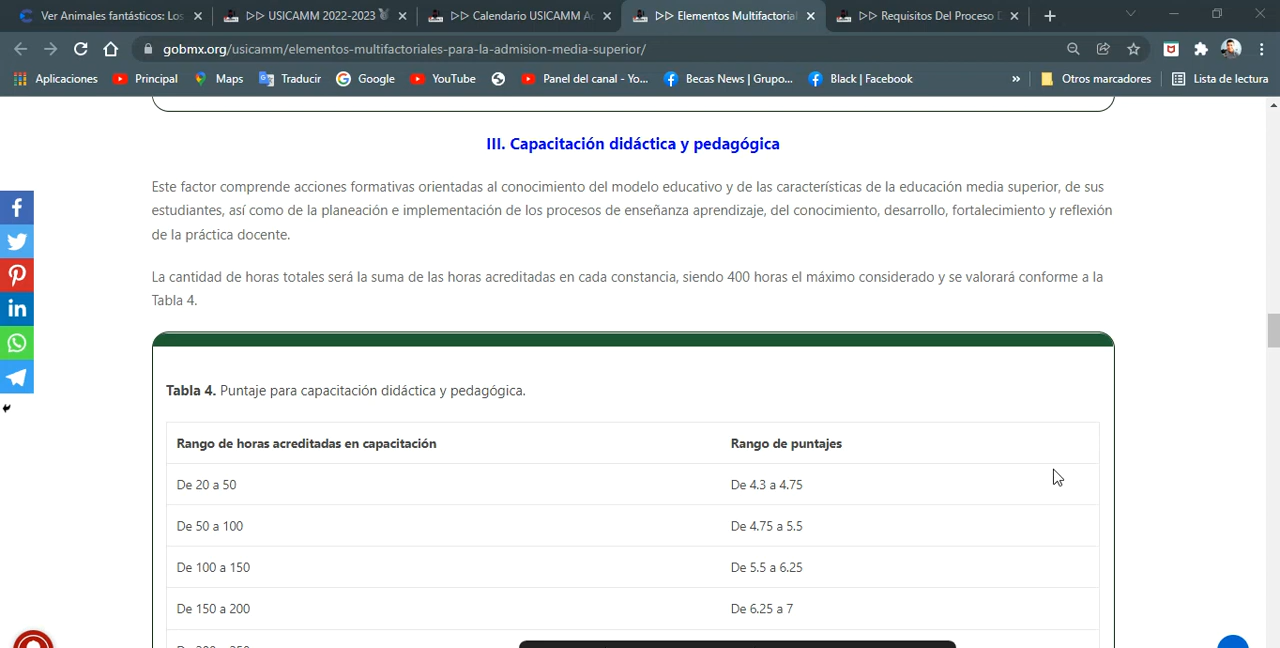 Ver Animales fantásticos: Los
▷▷ USICAMM 2022-2023
▷▷ Calendario USICAMM A
▷▷ Elementos Multifactorial
▷▷ Requisitos Del Proceso D
gobmx.org/usicamm/elementos-multifactoriales-para-la-admision-media-superior/
Aplicaciones
Principal
Maps
Traducir
Google
YouTube
Panel del canal - Yo...
Becas News | Grupo...
Black | Facebook
»
Otros marcadores
Lista de lectura
III. Capacitación didáctica y pedagógica
Este factor comprende acciones formativas orientadas al conocimiento del modelo educativo y de las características de la educación media superior, de sus
estudiantes, así como de la planeación e implementación de los procesos de enseñanza aprendizaje, del conocimiento, desarrollo, fortalecimiento y reflexión
de la práctica docente.
La cantidad de horas totales será la suma de las horas acreditadas en cada constancia, siendo 400 horas el máximo considerado y se valorará conforme a la
Tabla 4.
Tabla 4. Puntaje para capacitación didáctica y pedagógica.
Rango de horas acreditadas en capacitación Rango de puntajes
De 20 a 50 De 4.3 a 4.75
De 50 a 100 De 4.75 a 5.5
De 100 a 150 De 5.5 a 6.25
De 150 a 200 De 6.25 a 7